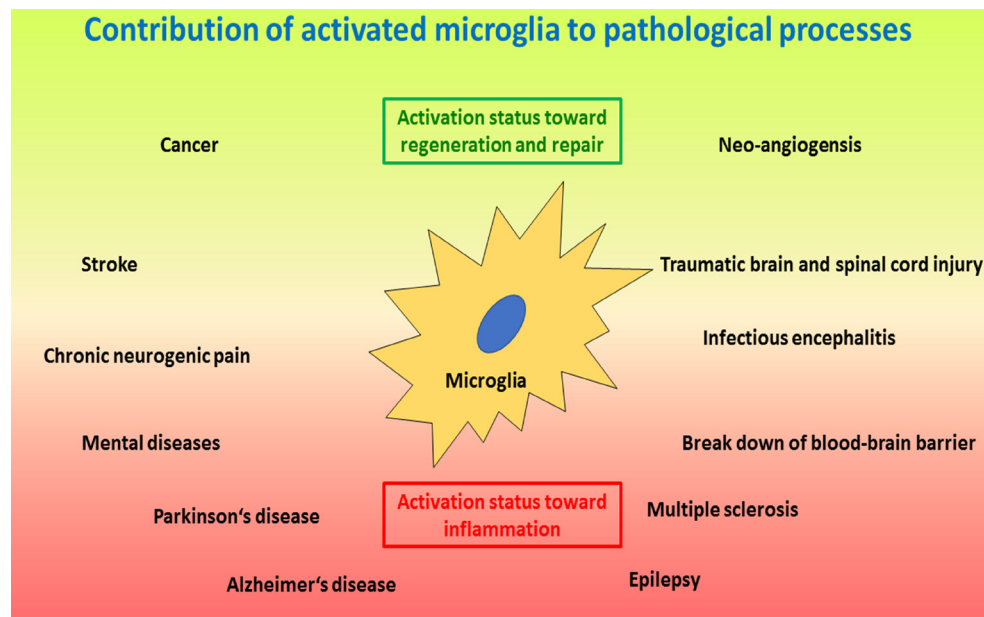 Contribution of activated microglia to pathological processes
Activation status toward
regeneration and repair
Cancer
Neo-angiogensis
Stroke
Traumatic brain and spinal cord injury
Infectious encephalitis
Chronic neurogenic pain
Microglia
Mental diseases
Break down of blood-brain barrier
Activation status toward
inflammation
Parkinson‘s disease
Multiple sclerosis
Alzheimer‘s disease
Epilepsy